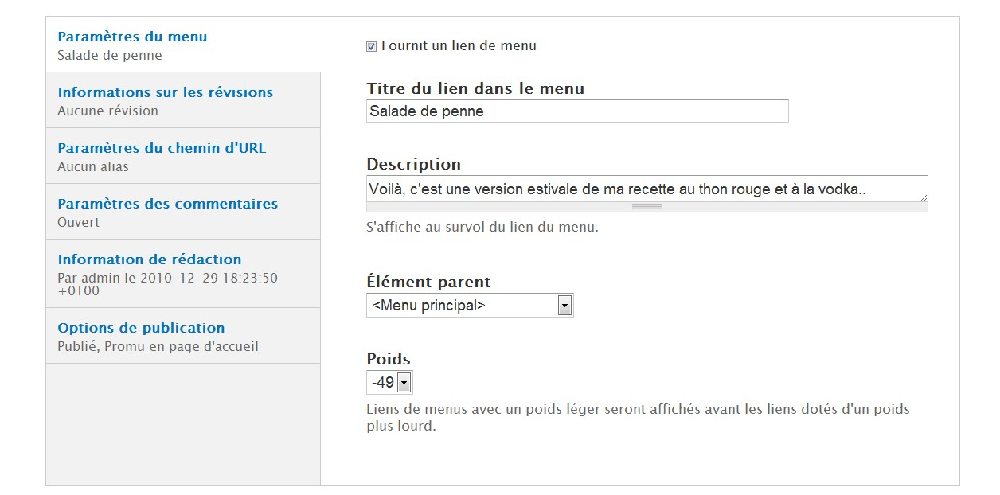 Paramètres du menu
Salade de penne
Informations sur les révisions
Aucune révision
Paramètres du chemin d'URL
Aucun alias
Paramètres des commentaires
Ouvert
Information de rédaction
Par admin le 2010-12-29 18:23:50
+0100
Options de publication
Publié, Promu en page d'accueil
Fournit un lien de menu
Titre du lien dans le menu
Salade de penne
Description
Voilà, c'est une version estivale de ma recette au thon rouge et à la vodka..
S'affiche au survol du lien du menu.
Élément parent
<Menu principal>
Poids
-49
Liens de menus avec un poids léger seront affichés avant les liens dotés d'un poids
plus lourd.